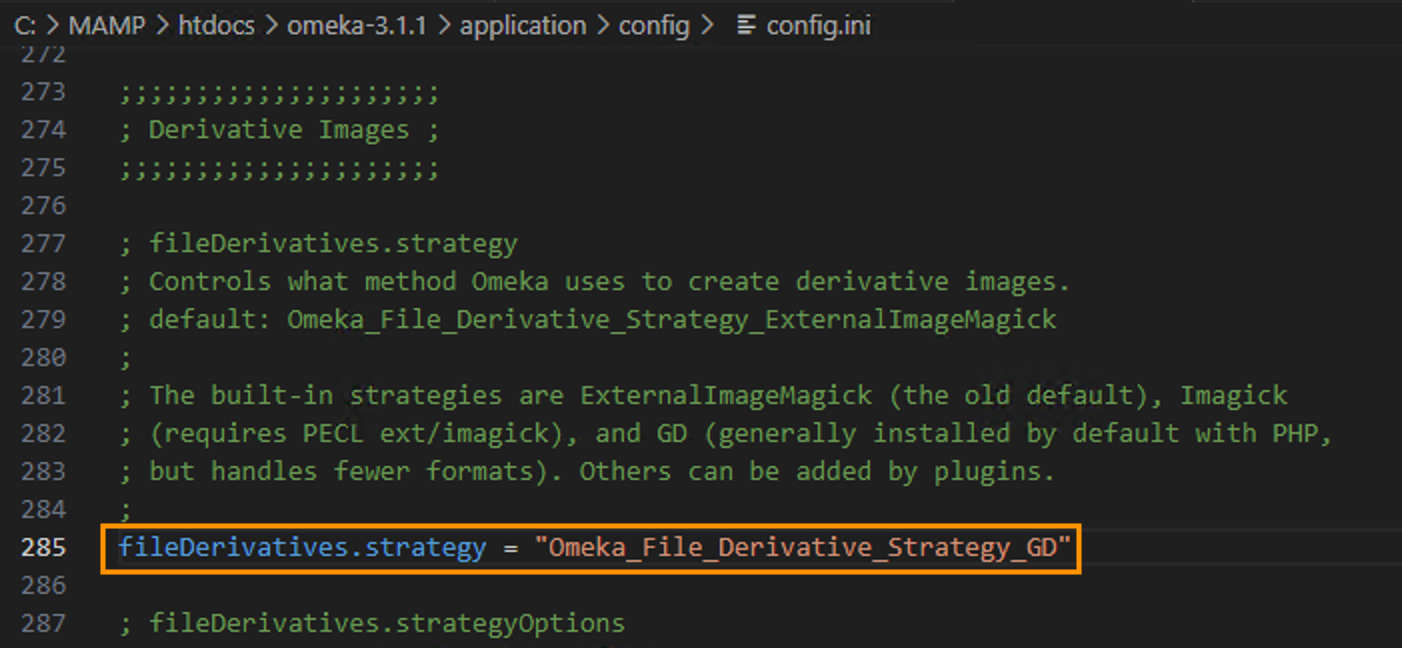 C: > MAMP > htdocs > omeka-3.1.1 > application > config > config.ini
272
273 ;;;;;;;;;;;;;;;;;;;;;
274 ; Derivative Images ;
275 ;;;;;;;;;;;;;;;;;;;;;
276
277 ; fileDerivatives.strategy
278 ; Controls what method Omeka uses to create derivative images.
279 ; default: Omeka_File_Derivative_Strategy_ExternalImageMagick
280 ;
281 ; The built-in strategies are ExternalImageMagick (the old default), Imagick
282 ; (requires PECL ext/imagick), and GD (generally installed by default with PHP,
283 ; but handles fewer formats). Others can be added by plugins.
284 ;
285 fileDerivatives.strategy = "Omeka_File_Derivative_Strategy_GD"
286
287 ; fileDerivatives.strategyOptions